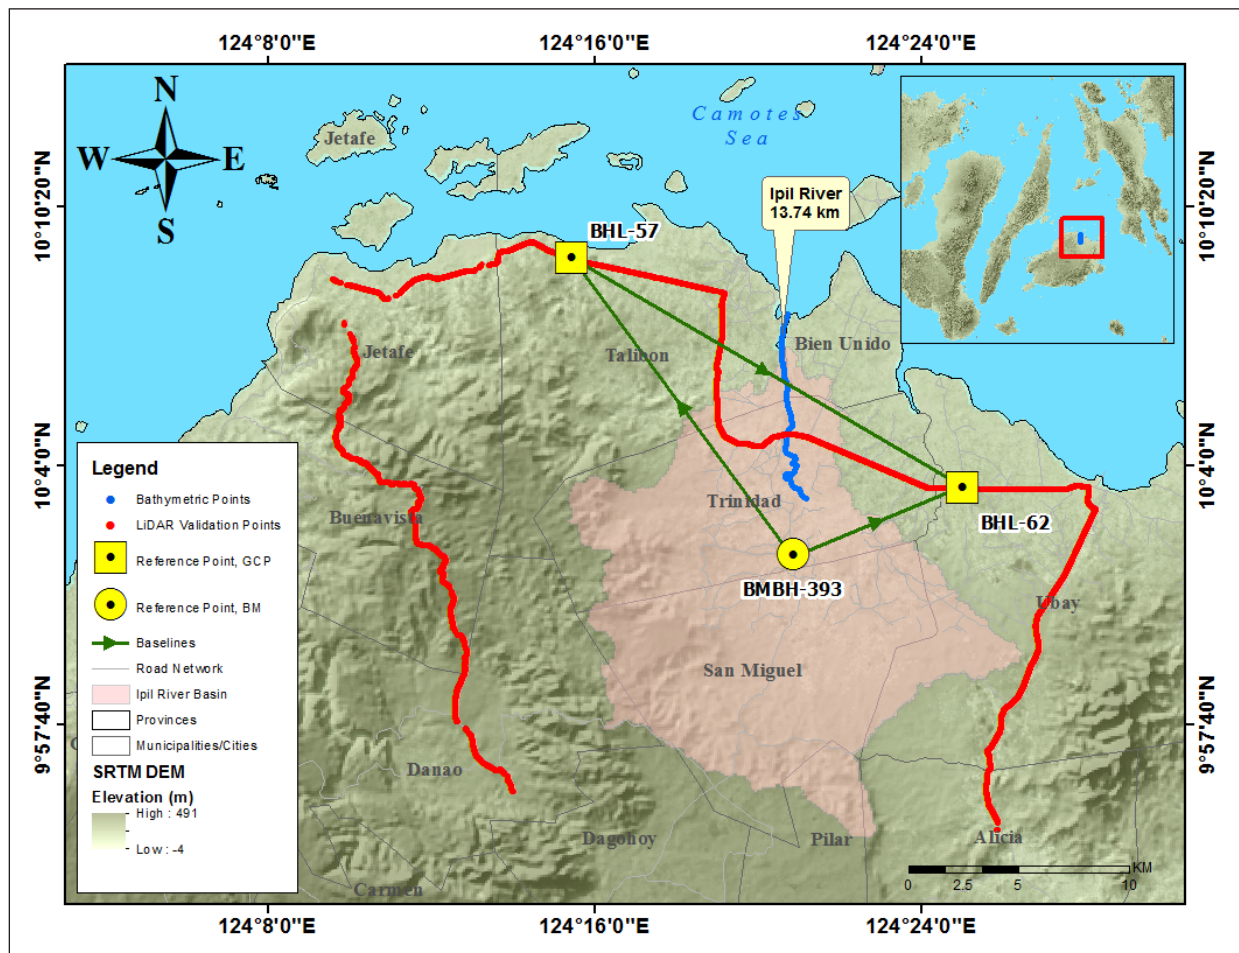 124°8'0"E
124°16'0"E
124°24'0"E
N
W
E
S
10°10'20"N
10°4'0"N
9°57'40"N
10°10'20"N
10°4'0"N
9°57'40"N
Camotes
Sea
Jetafe
Ipil River
13.74 km
BHL-57
Bien Unido
Talibon
Jetafe
Trinidad
Buenavista
BHL-62
BMBH-393
Ubay
San Miguel
Danao
Dagohoy
Pilar
Alicia
Carmen
Legend
Bathymetric Points
LiDAR Validation Points
Reference Point, GCP
Reference Point, BM
Baselines
Road Network
Ipil River Basin
Provinces
Municipalities/Cities
SRTM DEM
Elevation (m)
High : 491
Low : -4
KM
0
2.5
5
10
124°8'0"E
124°16'0"E
124°24'0"E